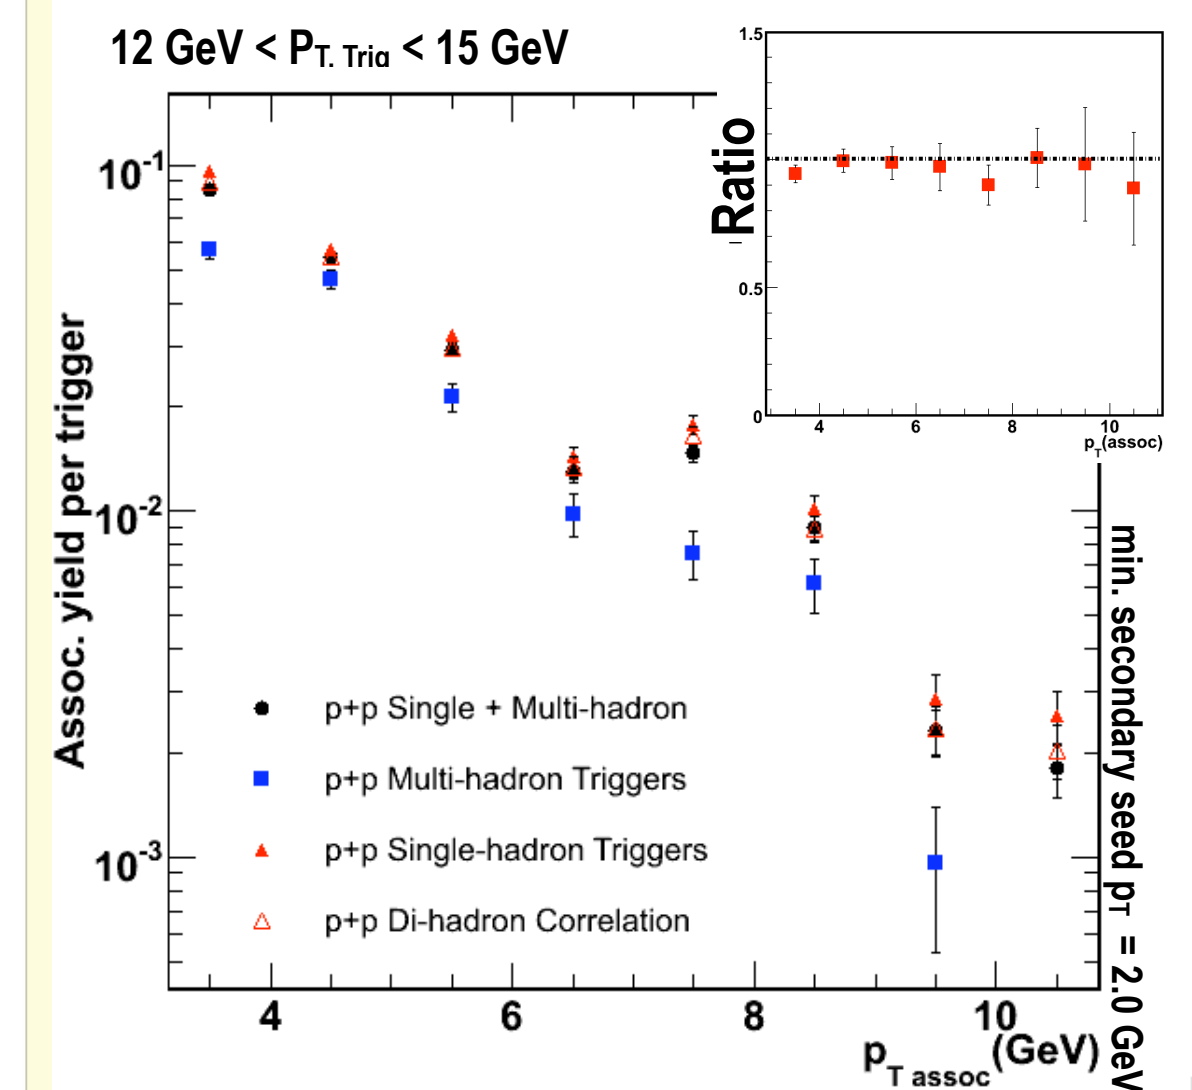 12 GeV < PT, Trig < 15 GeV
1.5
0.5
0
Ratio
4 6 8 10
pT(assoc)
10-1
10-2
10-3
Assoc. yield per trigger
p+p Single + Multi-hadron
p+p Multi-hadron Triggers
p+p Single-hadron Triggers
p+p Di-hadron Correlation
4 6 8 10
pT assoc (GeV)
min. secondary seed pT = 2.0 GeV